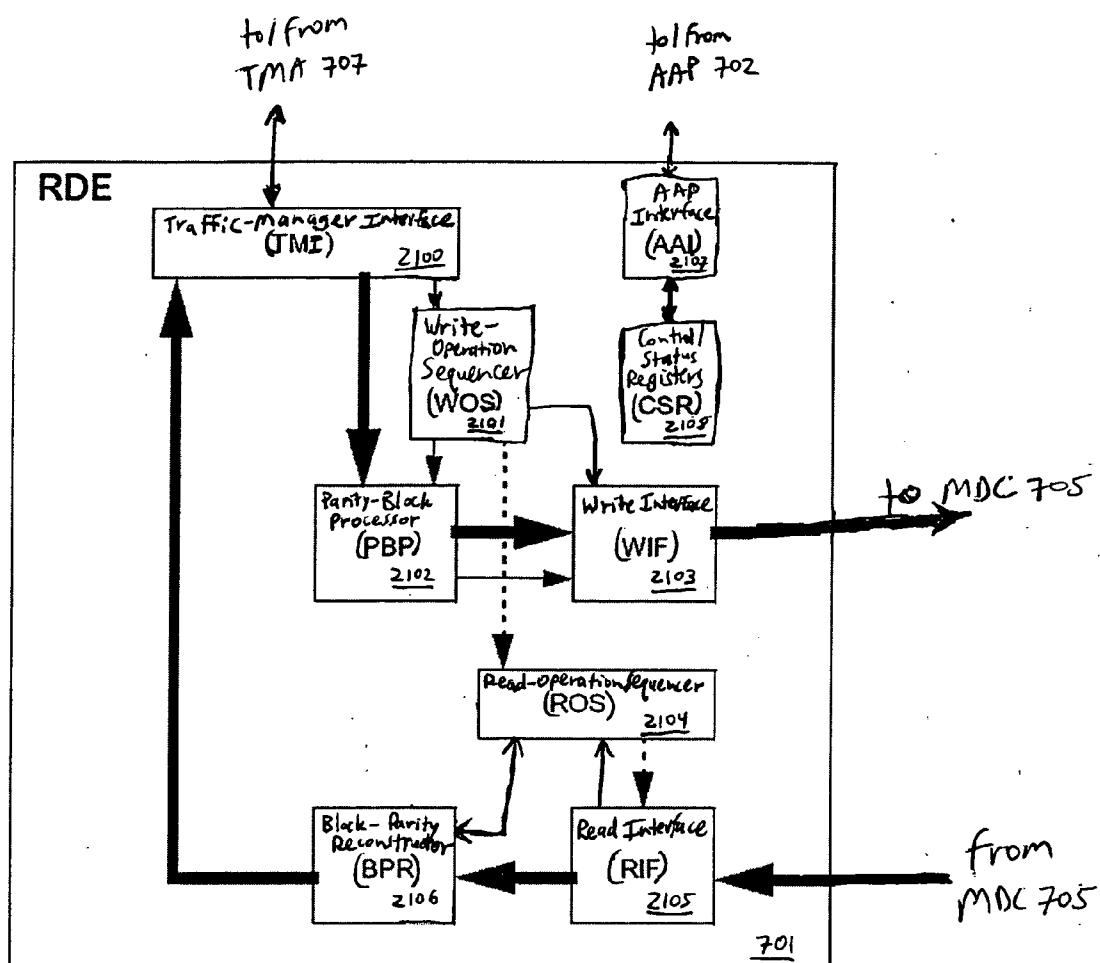 to/from
TMA 707
to/from
AAP 702
RDE
Traffic-Manager Interface
(TMI)
2100
AAP
Interface
(AAI)
2107
Write-
Operation
Sequencer
(WOS)
2101
Control/
Status
Registers
(CSR)
2108
Parity-Block
Processor
(PBP)
2102
Write Interface
(WIF)
2103
to MDC 705
Read-Operation Sequencer
(ROS)
2104
Block-Parity
Reconstructor
(BPR)
2106
Read Interface
(RIF)
2105
from
MDC 705
701